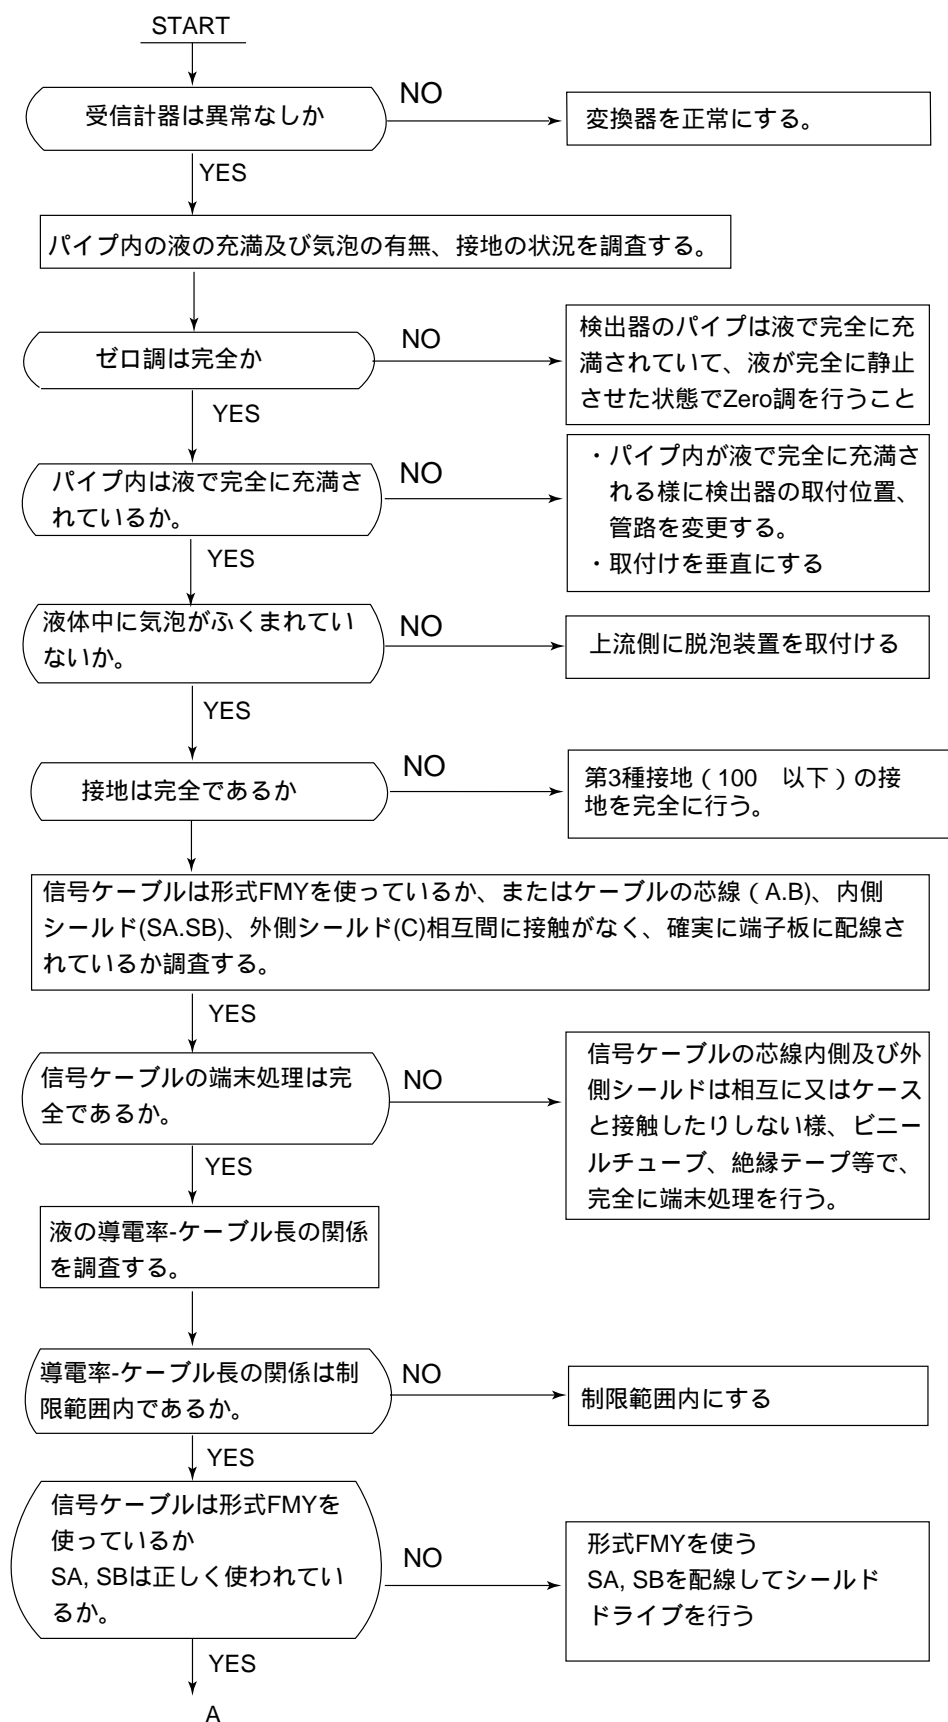 START
受信計器は異常なしか
NO
変換器を正常にする。
YES
パイプ内の液の充満及び気泡の有無、接地の状況を調査する。
ゼロ調は完全か
NO
検出器のパイプは液で完全に充
満されていて、液が完全に静止
させた状態でZero調を行うこと
YES
パイプ内は液で完全に充満さ
れているか。
NO
・パイプ内が液で完全に充満さ
れる様に検出器の取付位置、
管路を変更する。
・取付けを垂直にする
YES
液体中に気泡がふくまれてい
ないか。
NO
上流側に脱泡装置を取付ける
YES
接地は完全であるか
NO
第3種接地（100　以下）の接
地を完全に行う。
信号ケーブルは形式FMYを使っているか、またはケーブルの芯線（A.B)、内側
シールド(SA.SB)、外側シールド(C)相互間に接触がなく、確実に端子板に配線さ
れているか調査する。
YES
信号ケーブルの端末処理は完
全であるか。
NO
信号ケーブルの芯線内側及び外
側シールドは相互に又はケース
と接触したりしない様、ビニー
ルチューブ、絶縁テープ等で、
完全に端末処理を行う。
YES
液の導電率-ケーブル長の関係
を調査する。
導電率-ケーブル長の関係は制
限範囲内であるか。
NO
制限範囲内にする
YES
信号ケーブルは形式FMYを
使っているか
SA, SBは正しく使われてい
るか。
NO
形式FMYを使う
SA, SBを配線してシールド
ドライブを行う
YES
A